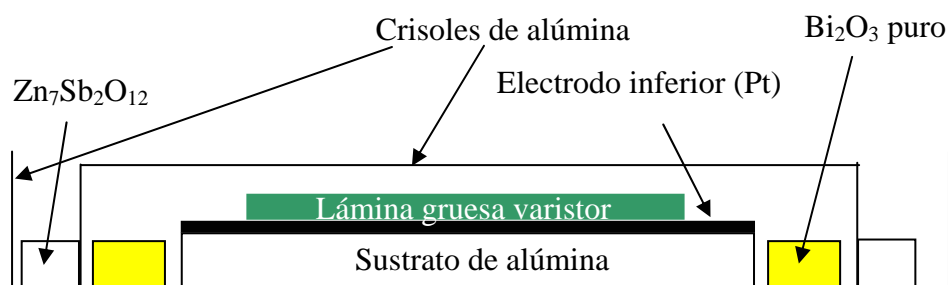 Crisoles de alúmina
Bi₂O₃ puro
Zn₇Sb₂O₁₂
Electrodo inferior (Pt)
Lámina gruesa varistor
Sustrato de alúmina